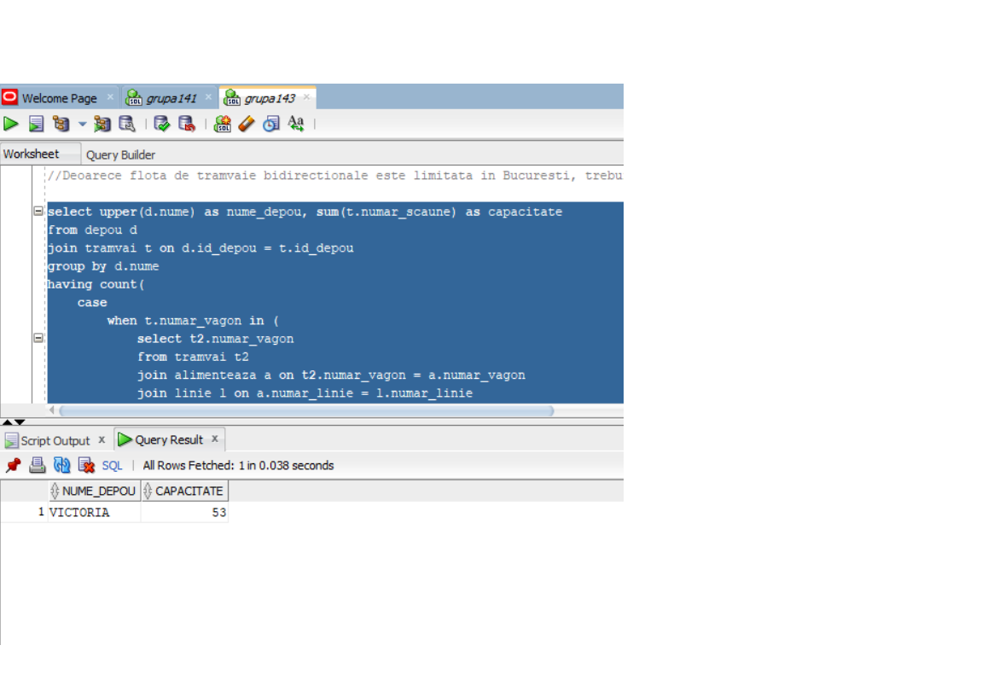 Welcome Page × grupa141 × grupa143 ×
Aa
Worksheet Query Builder
//Deoarece flota de tramvaie bidirectionale este limitata in Bucuresti, trebu
select upper(d.nume) as nume_depou, sum(t.numar_scaune) as capacitate
from depou d
join tramvai t on d.id_depou = t.id_depou
group by d.nume
having count(
case
when t.numar_vagon in (
select t2.numar_vagon
from tramvai t2
join alimenteaza a on t2.numar_vagon = a.numar_vagon
join linie l on a.numar_linie = l.numar_linie
Script Output × Query Result ×
SQL | All Rows Fetched: 1 in 0.038 seconds
NUME_DEPOU CAPACITATE
1 VICTORIA 53